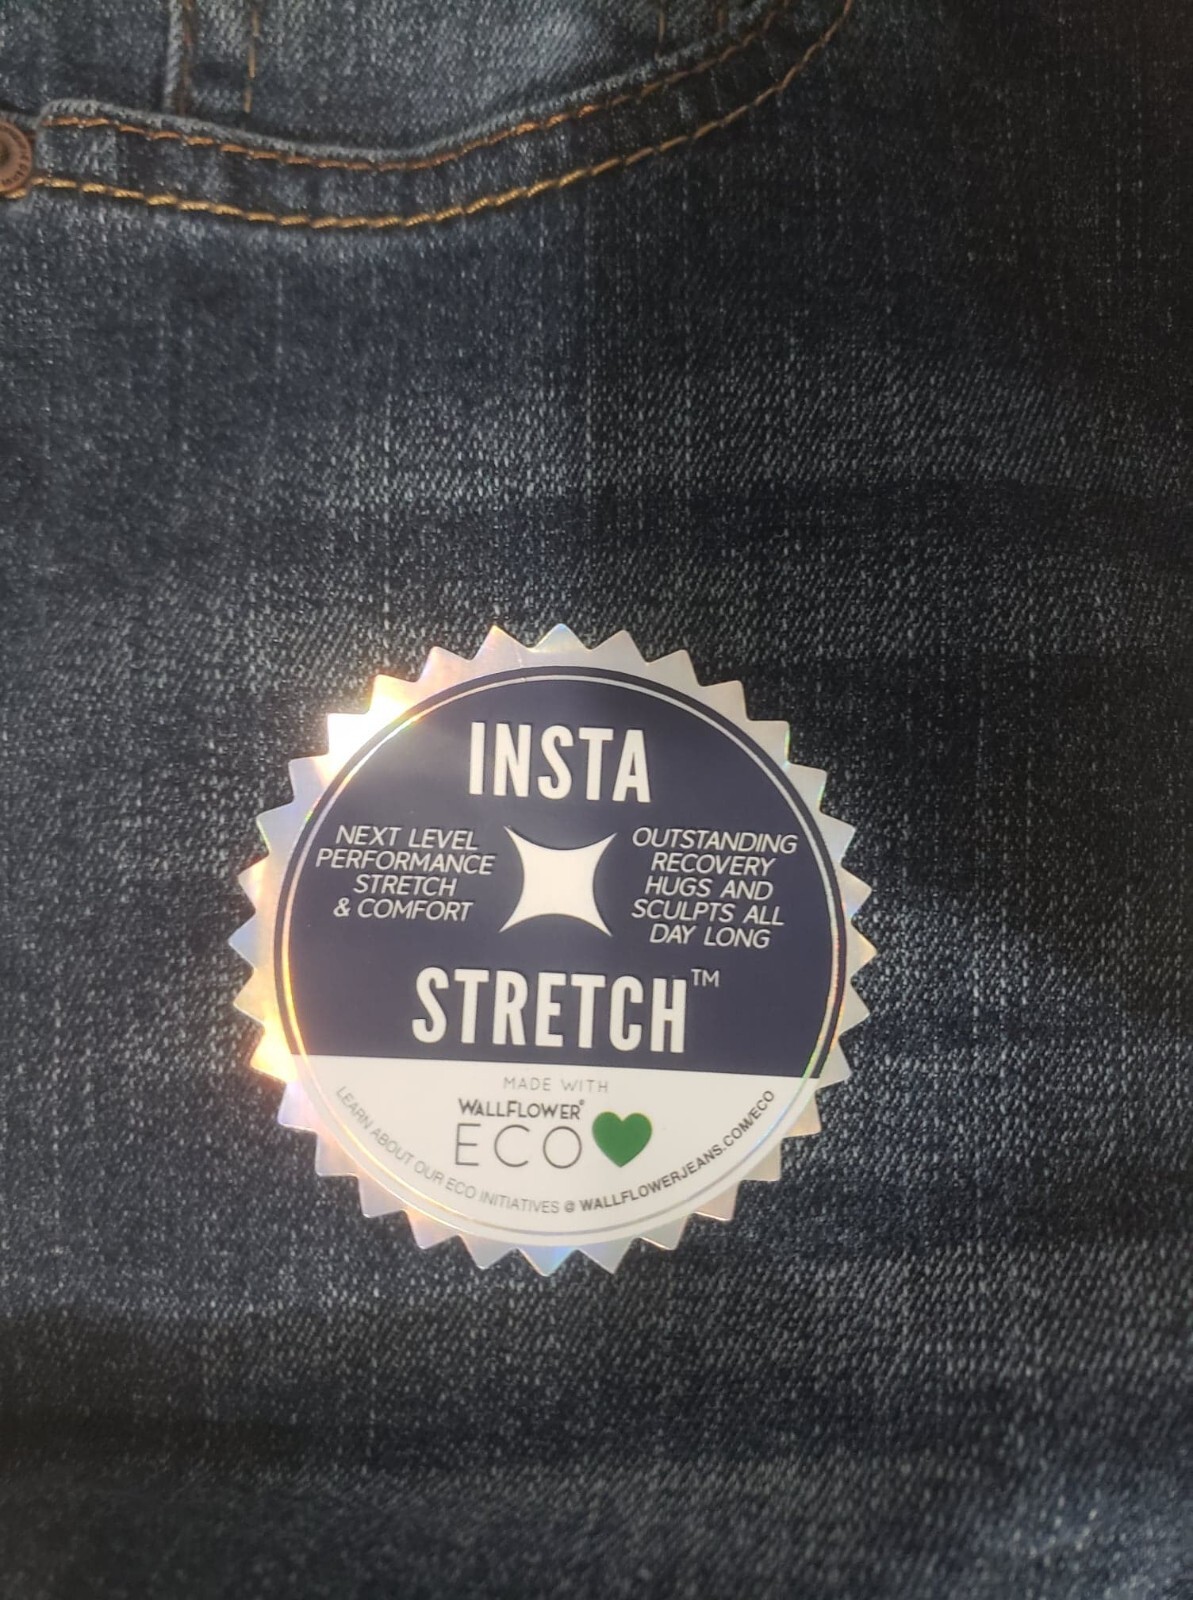 INSTA
NEXT LEVEL
PERFORMANCE
STRETCH
& COMFORT
OUTSTANDING
RECOVERY
HUGS AND
SCULPTS ALL
DAY LONG
STRETCH™
MADE WITH
WALLFLOWER®
ECO
LEARN ABOUT OUR ECO INITIATIVES @ WALLFLOWERJEANS.COM/ECO